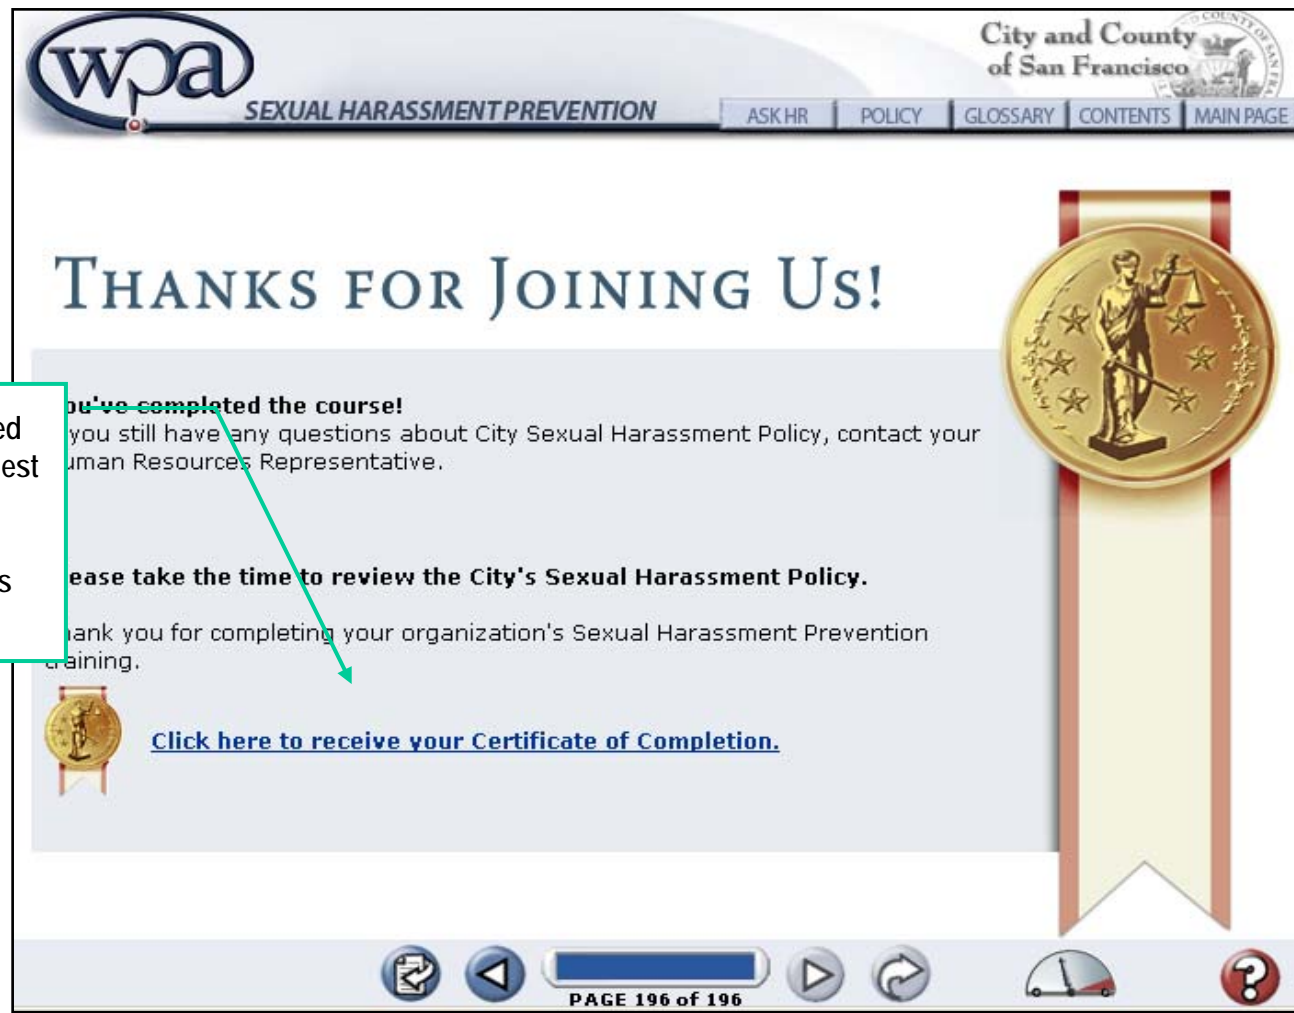 wpa
City and County
of San Francisco
SEXUAL HARASSMENT PREVENTION
ASK HR
POLICY
GLOSSARY
CONTENTS
MAIN PAGE
THANKS FOR JOINING US!
ou've completed the course!
you still have any questions about City Sexual Harassment Policy, contact your
uman Resources Representative.
ed
est
s
ease take the time to review the City's Sexual Harassment Policy.
ank you for completing your organization's Sexual Harassment Prevention
training.
Click here to receive your Certificate of Completion.
PAGE 196 of 196
?